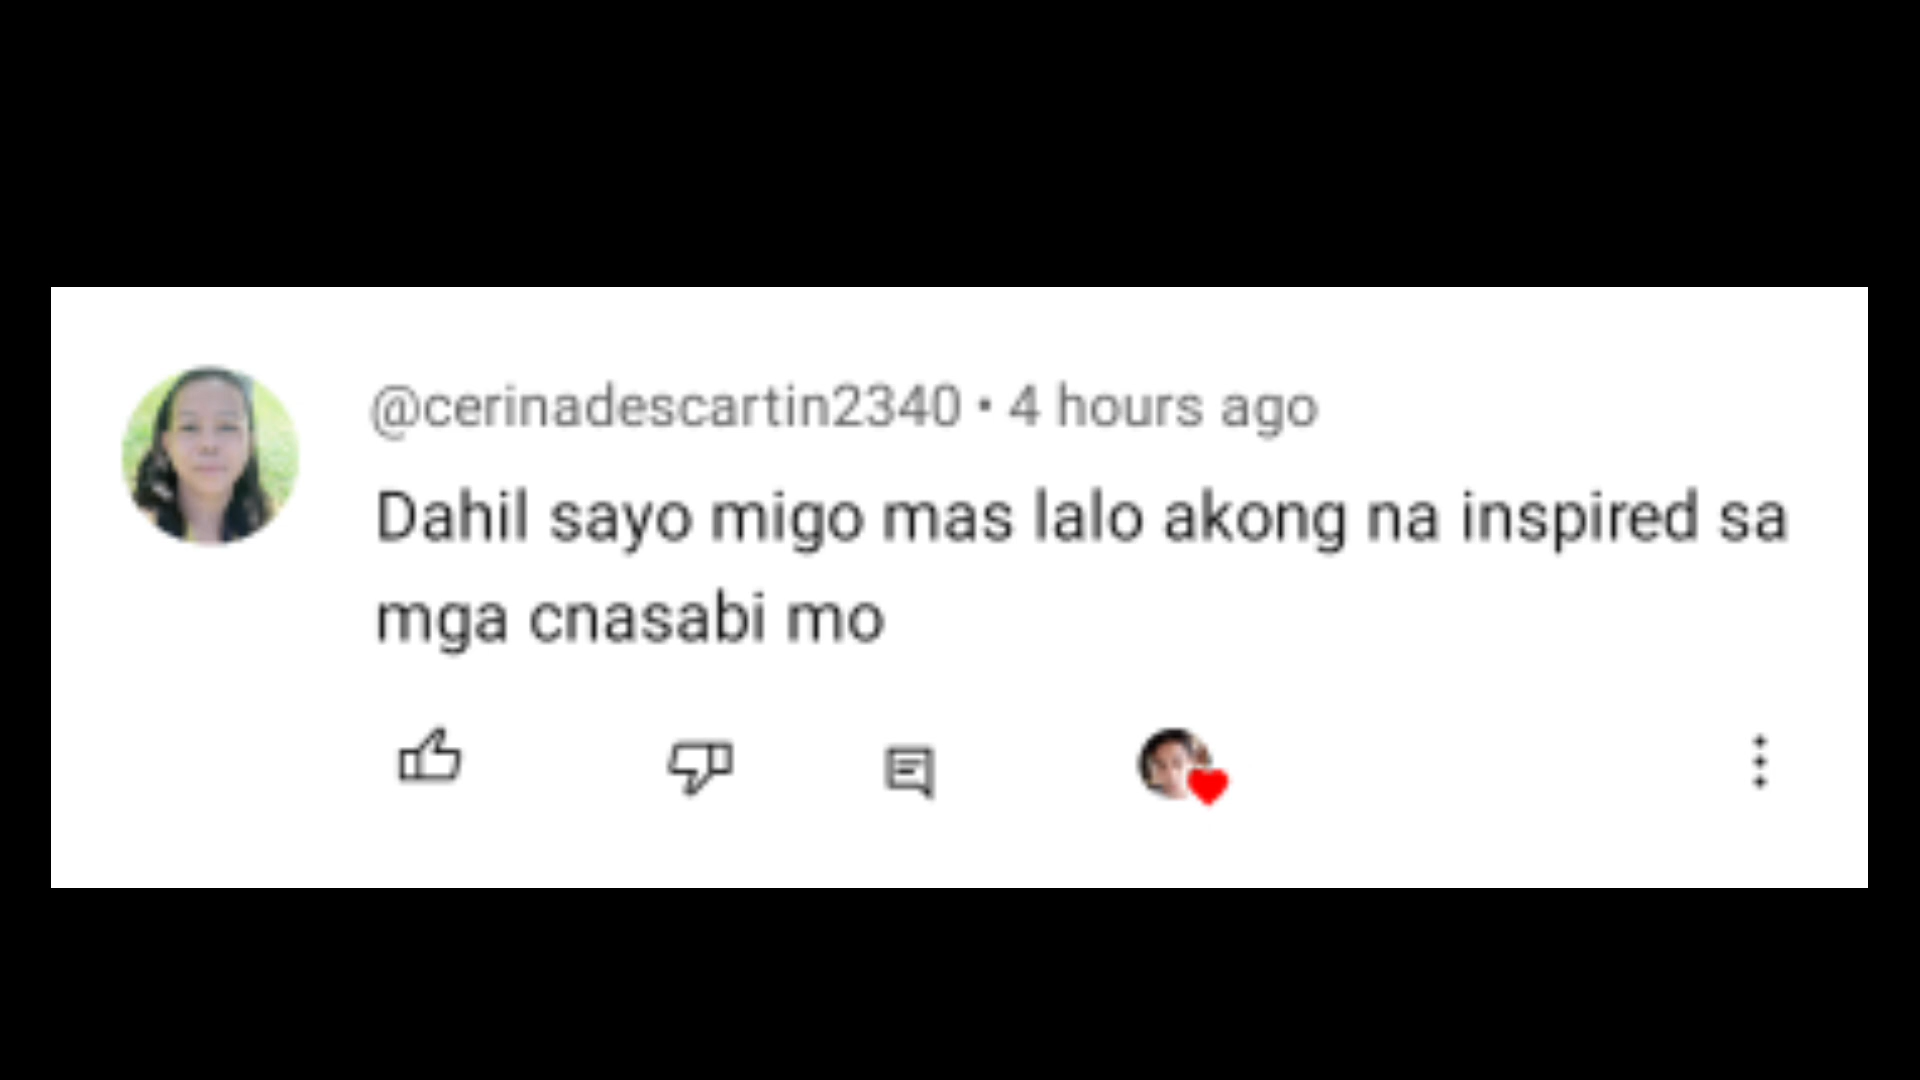 @cerinadescartin2340 • 4 hours ago
Dahil sayo migo mas lalo akong na inspired sa
mga cnasabi mo